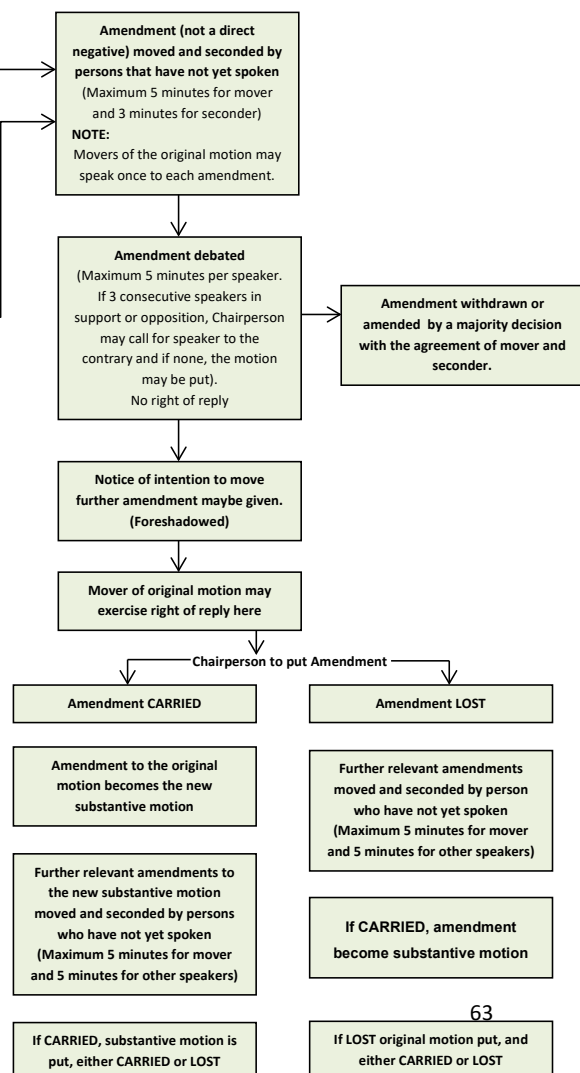 Amendment (not a direct
negative) moved and seconded by
persons that have not yet spoken
(Maximum 5 minutes for mover
and 3 minutes for seconder)
NOTE:
Movers of the original motion may
speak once to each amendment.
Amendment debated
(Maximum 5 minutes per speaker.
If 3 consecutive speakers in
support or opposition, Chairperson
may call for speaker to the
contrary and if none, the motion
may be put).
No right of reply
Amendment withdrawn or
amended by a majority decision
with the agreement of mover and
seconder.
Notice of intention to move
further amendment maybe given.
(Foreshadowed)
Mover of original motion may
exercise right of reply here
Chairperson to put Amendment
Amendment CARRIED
Amendment to the original
motion becomes the new
substantive motion
Further relevant amendments to
the new substantive motion
moved and seconded by persons
who have not yet spoken
(Maximum 5 minutes for mover
and 5 minutes for other speakers)
If CARRIED, substantive motion is
put, either CARRIED or LOST
Amendment LOST
Further relevant amendments
moved and seconded by person
who have not yet spoken
(Maximum 5 minutes for mover
and 5 minutes for other speakers)
If CARRIED, amendment
become substantive motion
If LOST original motion put, and
either CARRIED or LOST
63